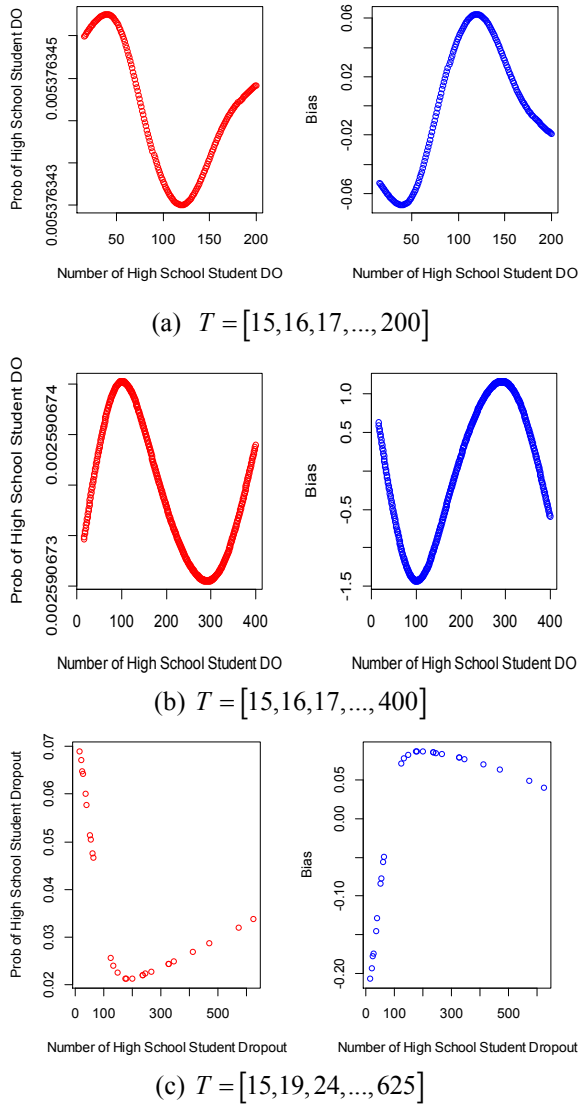 Prob of High School Student DO
0.005376343 0.005376345
50 100 150 200
Number of High School Student DO
Bias
-0.06 -0.02 0.02 0.06
50 100 150 200
Number of High School Student DO
(a) T = [15,16,17,...,200]
Prob of High School Student DO
0.002590673 0.002590674
0 100 200 300 400
Number of High School Student DO
Bias
-1.5 -0.5 0.5 1.0
0 100 200 300 400
Number of High School Student DO
(b) T = [15,16,17,...,400]
Prob of High School Student Dropout
0.02 0.03 0.04 0.05 0.06 0.07
0 100 300 500
Number of High School Student Dropout
Bias
-0.20 -0.10 0.00 0.05
0 100 300 500
Number of High School Student Dropout
(c) T = [15,19,24,...,625]